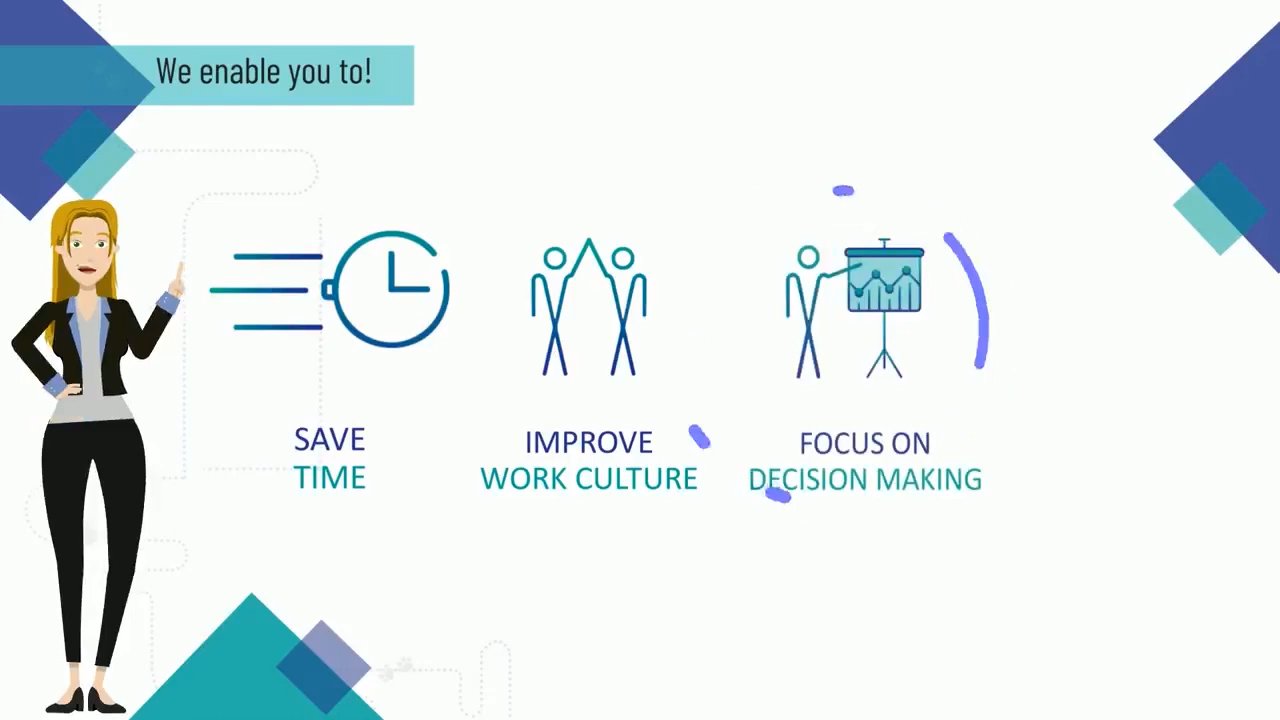 We enable you to!
SAVE
TIME
IMPROVE
WORK CULTURE
FOCUS ON
DECISION MAKING